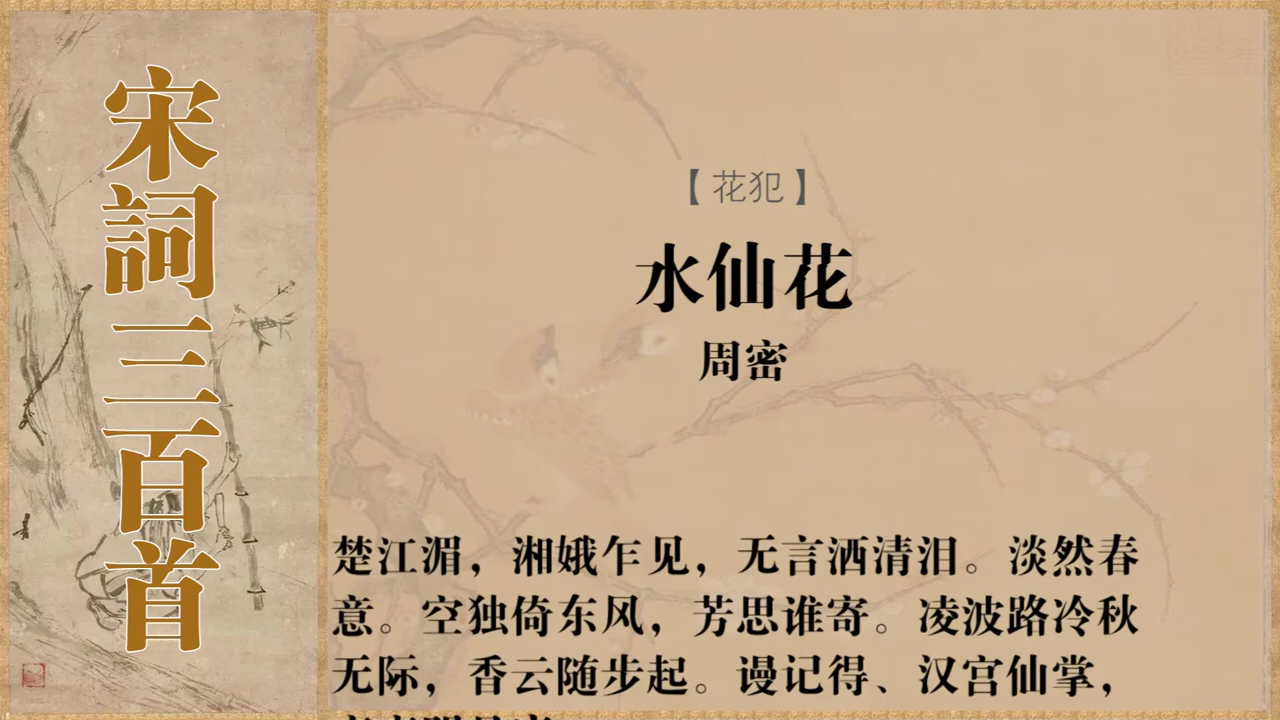 宋詞三百首
【花犯】
水仙花
周密
楚江湄，湘娥乍见，无言洒清泪。淡然春
意。空独倚东风，芳思谁寄。凌波路冷秋
无际，香云随步起。谩记得、汉宫仙掌，